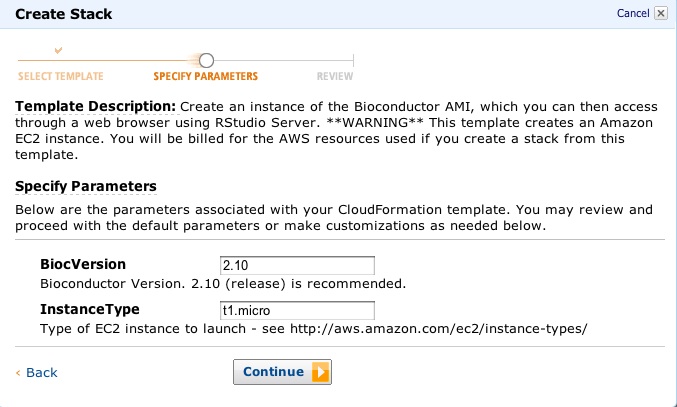 Create Stack
Cancel
SELECT TEMPLATE
SPECIFY PARAMETERS
REVIEW
Template Description: Create an instance of the Bioconductor AMI, which you can then access
through a web browser using RStudio Server. **WARNING** This template creates an Amazon
EC2 instance. You will be billed for the AWS resources used if you create a stack from this
template.
Specify Parameters
Below are the parameters associated with your CloudFormation template. You may review and
proceed with the default parameters or make customizations as needed below.
BiocVersion 2.10
Bioconductor Version. 2.10 (release) is recommended.
InstanceType t1.micro
Type of EC2 instance to launch - see http://aws.amazon.com/ec2/instance-types/
‹ Back
Continue